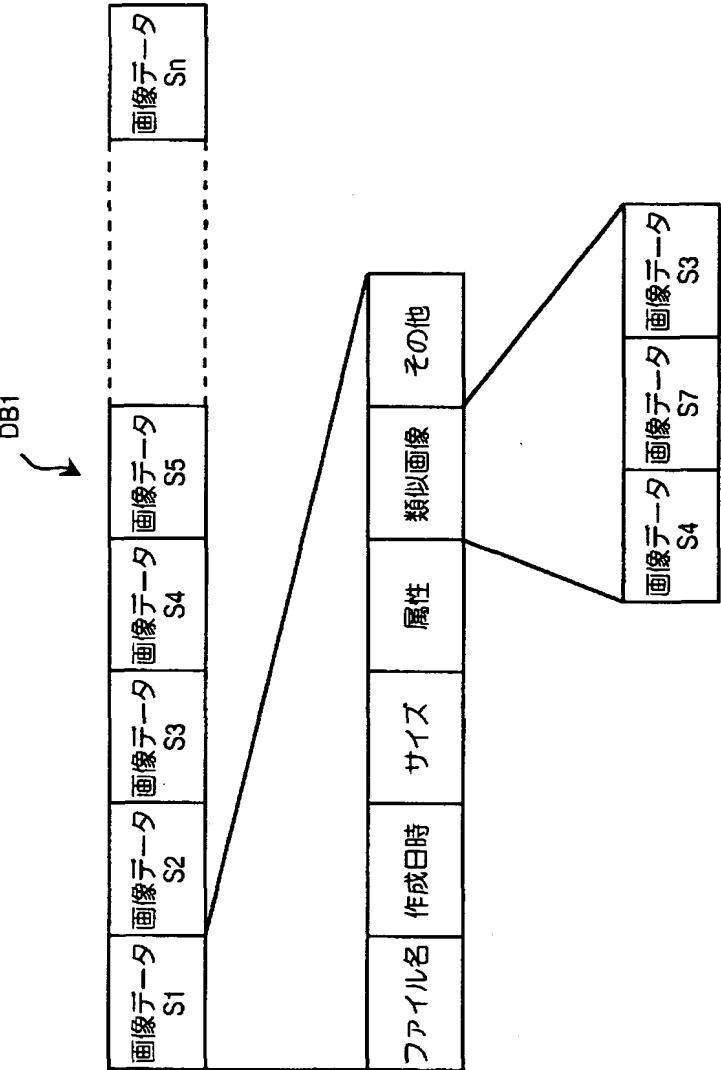 DB1
画像データ
S1
画像データ
S2
画像データ
S3
画像データ
S4
画像データ
S5
画像データ
Sn
ファイル名
作成日時
サイズ
属性
類似画像
その他
画像データ
S4
画像データ
S7
画像データ
S3